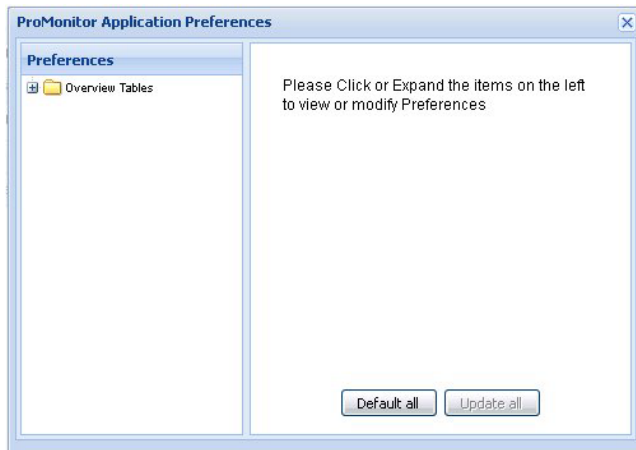 ProMonitor Application Preferences
Preferences
Overview Tables
Please Click or Expand the items on the left
to view or modify Preferences
Default all
Update all